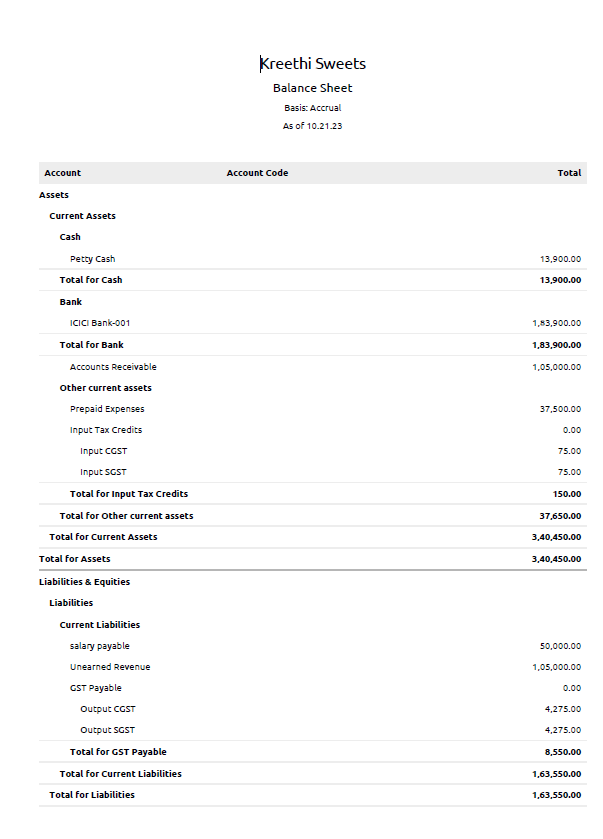 Kreethi Sweets
Balance Sheet
Basis: Accrual
As of 10.21.23
Account Account Code Total
Assets
Current Assets
Cash
Petty Cash 13,900.00
Total for Cash 13,900.00
Bank
ICICI Bank-001 1,83,900.00
Total for Bank 1,83,900.00
Accounts Receivable 1,05,000.00
Other current assets
Prepaid Expenses 37,500.00
Input Tax Credits 0.00
Input CGST 75.00
Input SGST 75.00
Total for Input Tax Credits 150.00
Total for Other current assets 37,650.00
Total for Current Assets 3,40,450.00
Total for Assets 3,40,450.00
Liabilities & Equities
Liabilities
Current Liabilities
salary payable 50,000.00
Unearned Revenue 1,05,000.00
GST Payable 0.00
Output CGST 4,275.00
Output SGST 4,275.00
Total for GST Payable 8,550.00
Total for Current Liabilities 1,63,550.00
Total for Liabilities 1,63,550.00